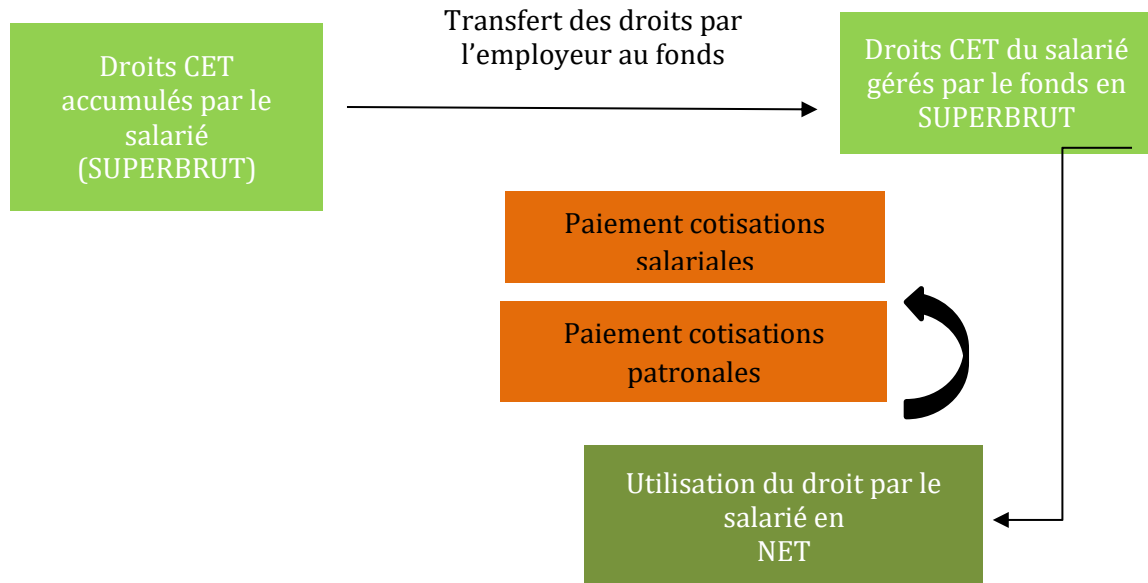 Droits CET
accumulés par le
salarié
(SUPERBRUT)
Transfert des droits par
l’employeur au fonds
Droits CET du salarié
gérés par le fonds en
SUPERBRUT
Paiement cotisations
salariales
Paiement cotisations
patronales
Utilisation du droit par le
salarié en
NET